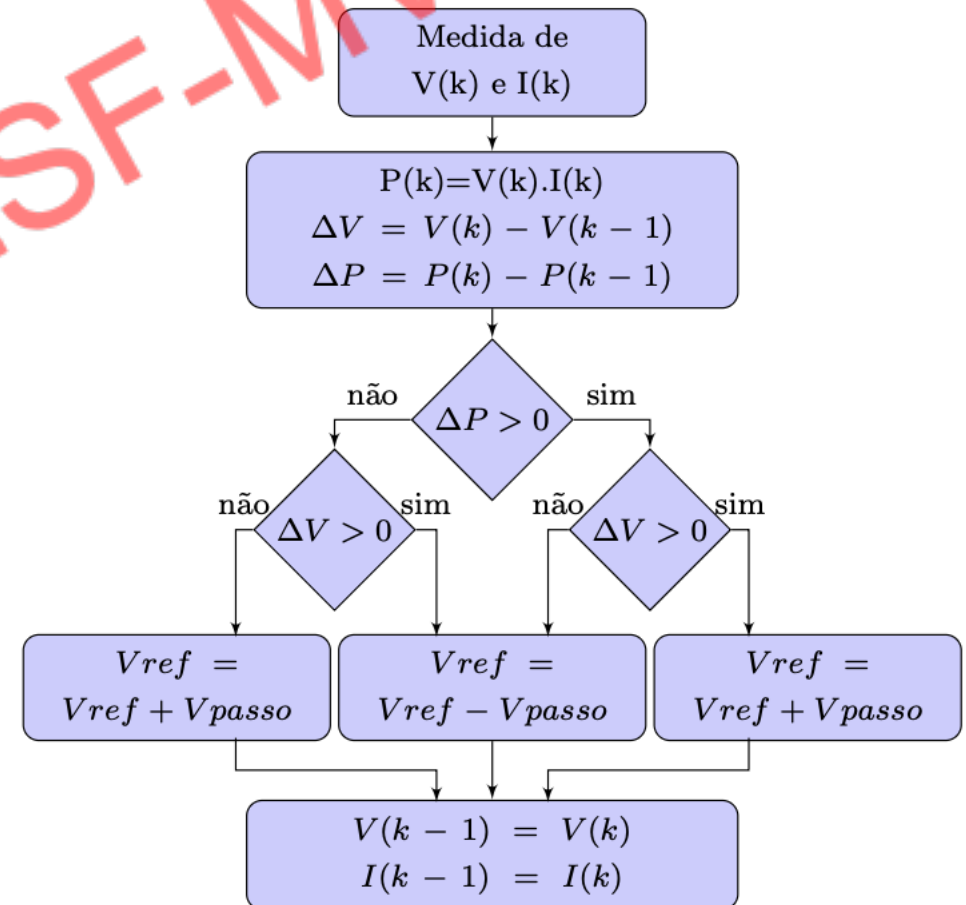 Medida de
V(k) e I(k)
P(k)=V(k).I(k)
ΔV = V(k) − V(k − 1)
ΔP = P(k) − P(k − 1)
não
sim
ΔP > 0
não
sim
não
sim
ΔV > 0
ΔV > 0
Vref =
Vref + Vpasso
Vref =
Vref − Vpasso
Vref =
Vref + Vpasso
V(k − 1) = V(k)
I(k − 1) = I(k)